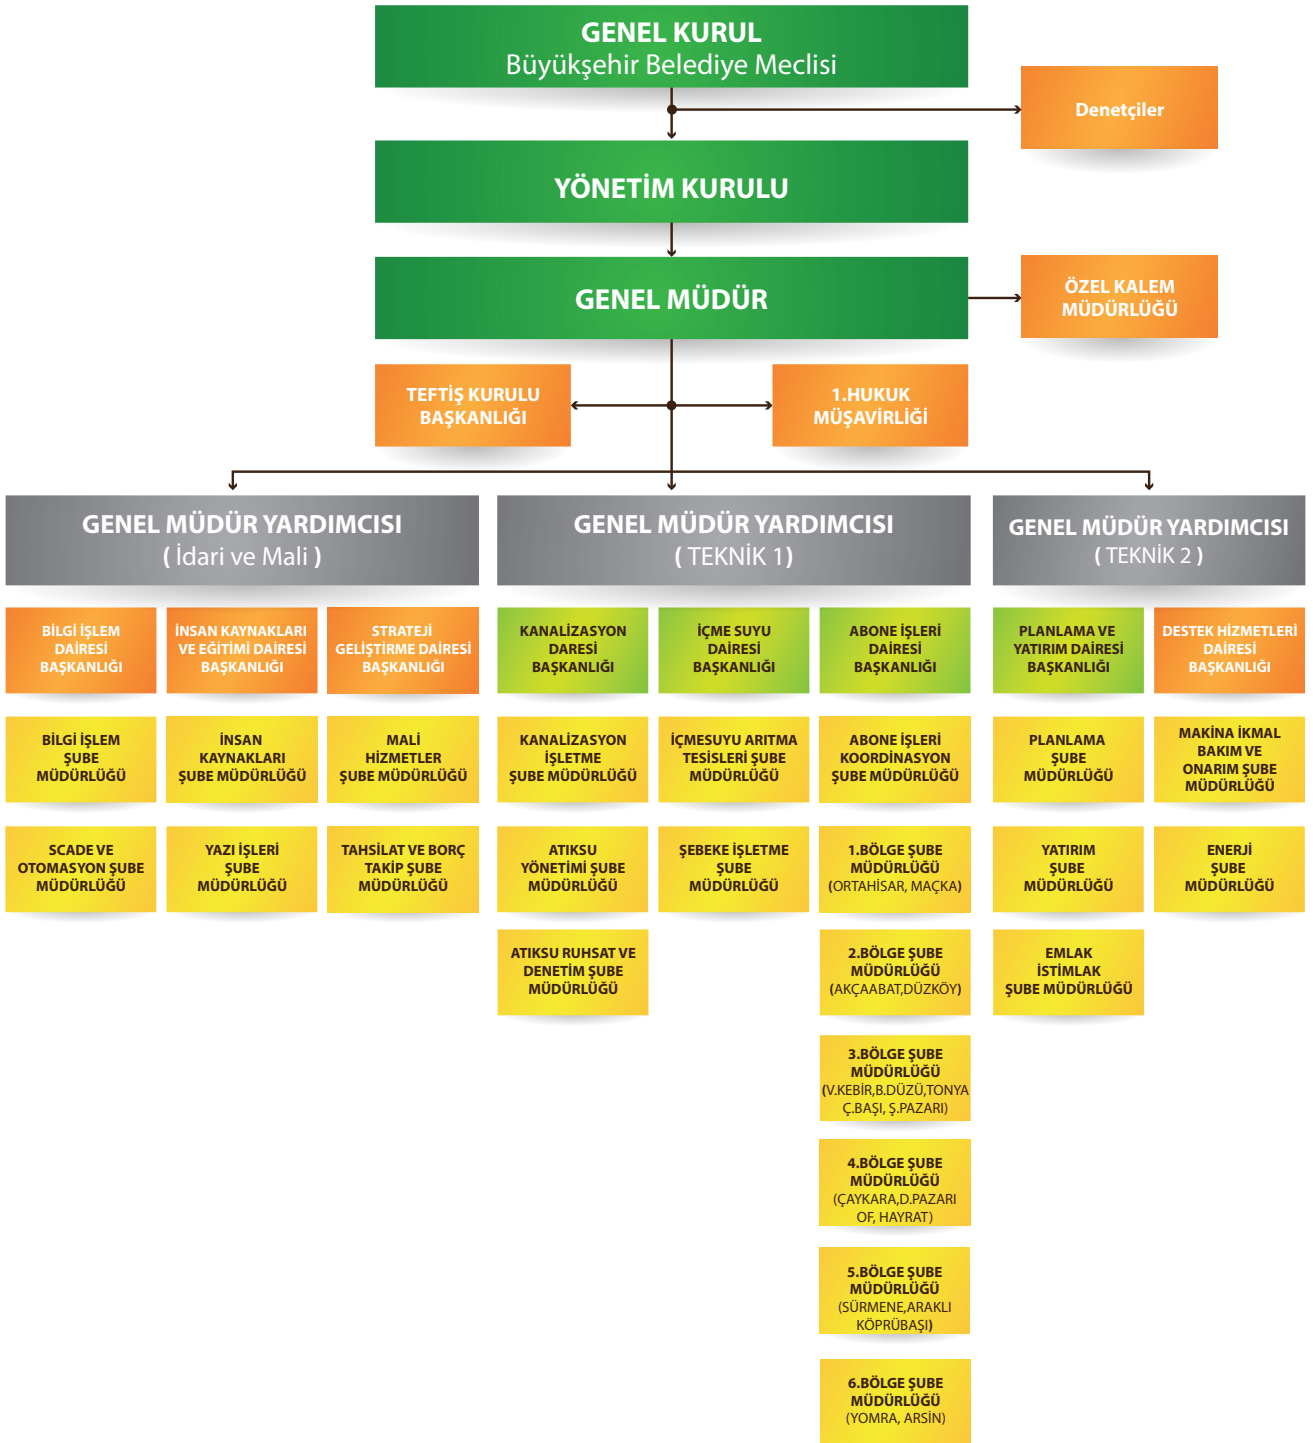 GENEL KURUL
Büyükşehir Belediye Meclisi
Denetçiler
YÖNETİM KURULU
GENEL MÜDÜR
ÖZEL KALEM
MÜDÜRLÜĞÜ
TEFTİŞ KURULU
BAŞKANLIĞI
1.HUKUK
MÜŞAVİRLİĞİ
GENEL MÜDÜR YARDIMCISI
( İdari ve Mali )
GENEL MÜDÜR YARDIMCISI
( TEKNİK 1)
GENEL MÜDÜR YARDIMCISI
( TEKNİK 2 )
BİLGİ İŞLEM
DAİRESİ
BAŞKANLIĞI
İNSAN KAYNAKLARI
VE EĞİTİMİ DAİRESİ
BAŞKANLIĞI
STRATEJİ
GELİŞTİRME DAİRESİ
BAŞKANLIĞI
KANALİZASYON
DARESİ
BAŞKANLIĞI
İÇME SUYU
DAİRESİ
BAŞKANLIĞI
ABONE İŞLERİ
DAİRESİ
BAŞKANLIĞI
PLANLAMA VE
YATIRIM DAİRESİ
BAŞKANLIĞI
DESTEK HİZMETLERİ
DAİRESİ
BAŞKANLIĞI
BİLGİ İŞLEM
ŞUBE
MÜDÜRLÜĞÜ
İNSAN
KAYNAKLARI
ŞUBE MÜDÜRLÜĞÜ
MALİ
HİZMETLER
ŞUBE MÜDÜRLÜĞÜ
KANALİZASYON
İŞLETME
ŞUBE MÜDÜRLÜĞÜ
İÇMESUYU ARITMA
TESİSLERİ ŞUBE
MÜDÜRLÜĞÜ
ABONE İŞLERİ
KOORDİNASYON
ŞUBE MÜDÜRLÜĞÜ
PLANLAMA
ŞUBE
MÜDÜRLÜĞÜ
MAKİNA İKMAL
BAKIM VE
ONARIM ŞUBE
MÜDÜRLÜĞÜ
SCADE VE
OTOMASYON ŞUBE
MÜDÜRLÜĞÜ
YAZI İŞLERİ
ŞUBE
MÜDÜRLÜĞÜ
TAHSİLAT VE BORÇ
TAKİP ŞUBE
MÜDÜRLÜĞÜ
ATIKSU
YÖNETİMİ ŞUBE
MÜDÜRLÜĞÜ
ŞEBEKE İŞLETME
ŞUBE
MÜDÜRLÜĞÜ
1.BÖLGE ŞUBE
MÜDÜRLÜĞÜ
(ORTAHİSAR, MAÇKA)
YATIRIM
ŞUBE
MÜDÜRLÜĞÜ
ENERJİ
ŞUBE
MÜDÜRLÜĞÜ
ATIKSU RUHSAT VE
DENETİM ŞUBE
MÜDÜRLÜĞÜ
2.BÖLGE ŞUBE
MÜDÜRLÜĞÜ
(AKÇAABAT,DÜZKÖY)
EMLAK
İSTİMLAK
ŞUBE MÜDÜRLÜĞÜ
3.BÖLGE ŞUBE
MÜDÜRLÜĞÜ
(V.KEBİR,B.DÜZÜ,TONYA
Ç.BAŞI, Ş.PAZARI)
4.BÖLGE ŞUBE
MÜDÜRLÜĞÜ
(ÇAYKARA,D.PAZARI
OF, HAYRAT)
5.BÖLGE ŞUBE
MÜDÜRLÜĞÜ
(SÜRMENE,ARAKLI
KÖPRÜBAŞI)
6.BÖLGE ŞUBE
MÜDÜRLÜĞÜ
(YOMRA, ARSİN)